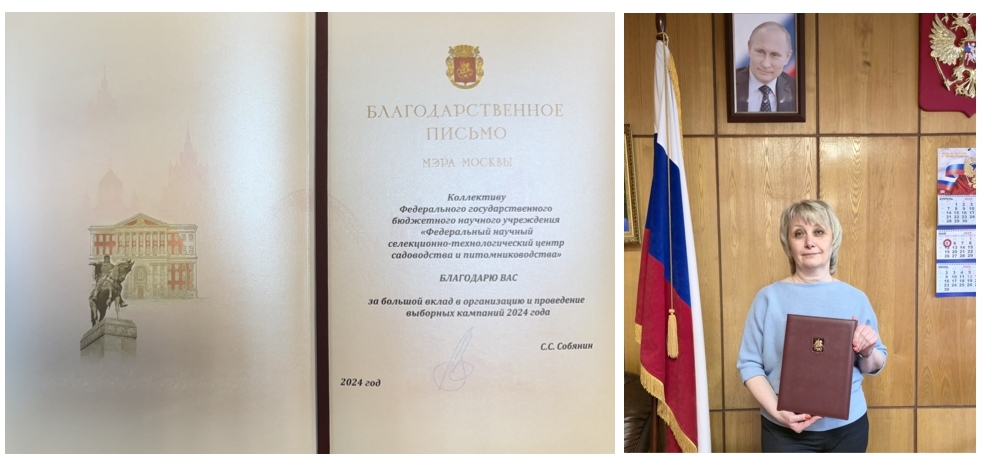 БЛАГОДАРСТВЕННОЕ
ПИСЬМО
МЭРА МОСКВЫ
Коллективу
Федерального государственного
бюджетного научного учреждения
«Федеральный научный
селекционно-технологический центр
садоводства и питомниководства»
БЛАГОДАРЮ ВАС
за большой вклад в организацию и проведение
выборных кампаний 2024 года
С.С. Собянин
2024 год